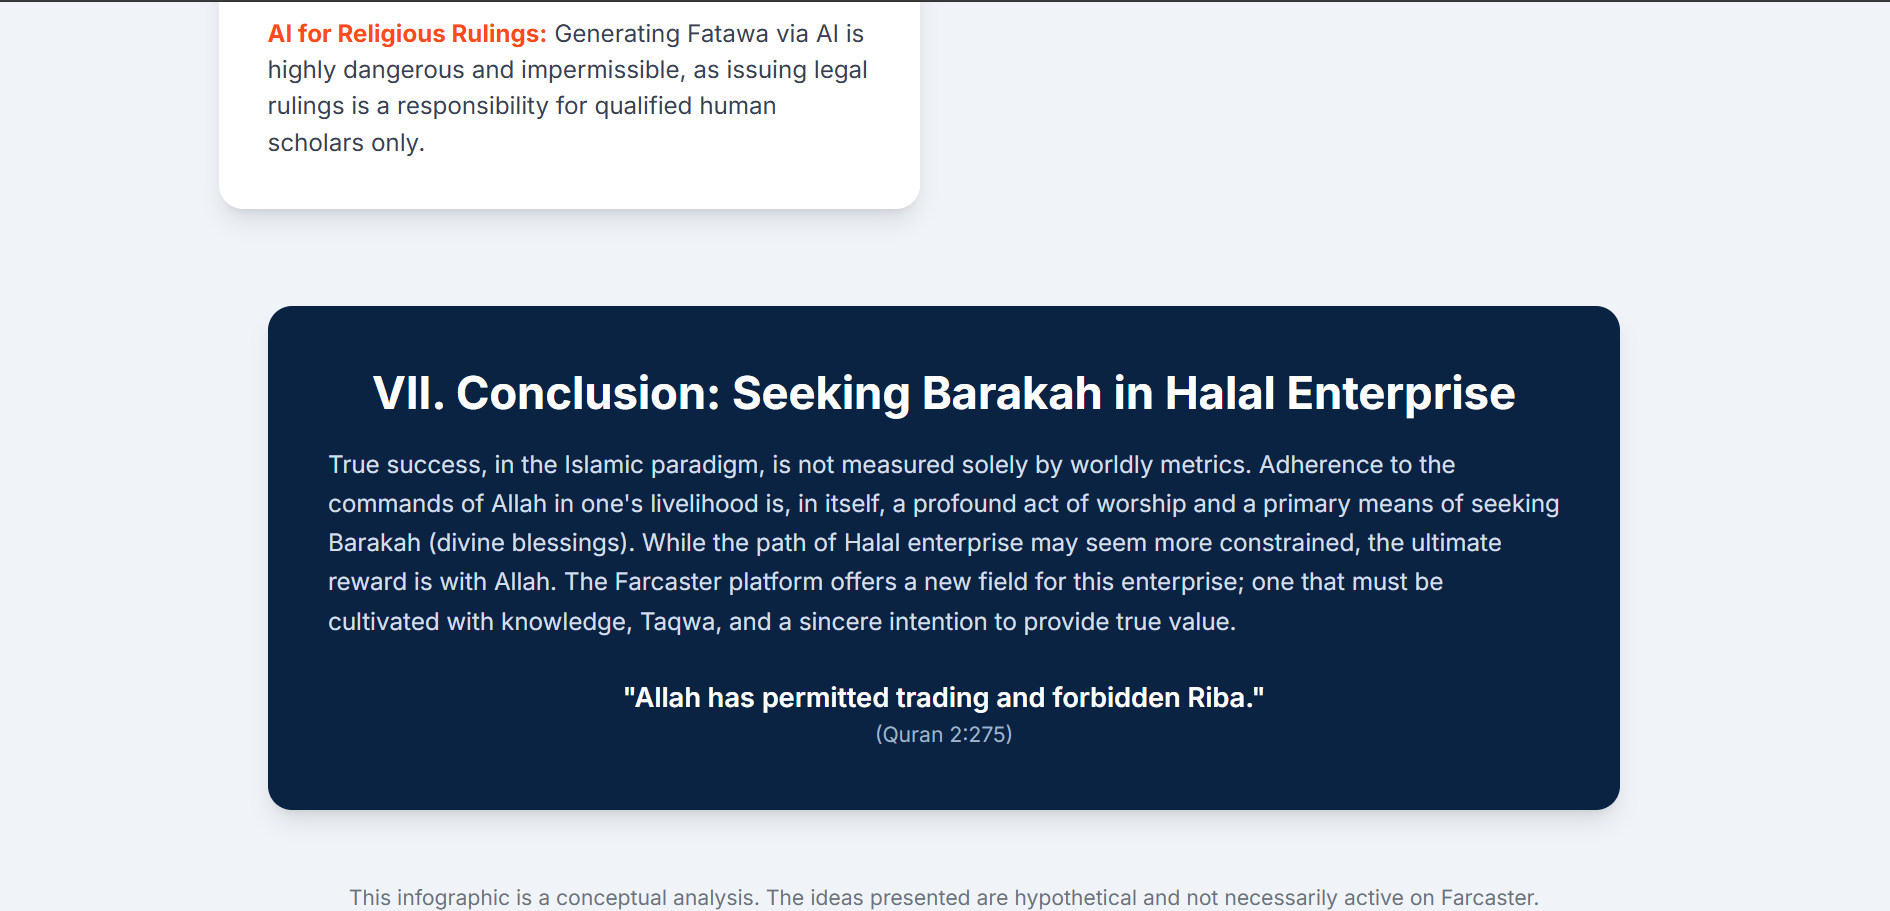 AI for Religious Rulings: Generating Fatawa via AI is
highly dangerous and impermissible, as issuing legal
rulings is a responsibility for qualified human
scholars only.
VII. Conclusion: Seeking Barakah in Halal Enterprise
True success, in the Islamic paradigm, is not measured solely by worldly metrics. Adherence to the
commands of Allah in one's livelihood is, in itself, a profound act of worship and a primary means of seeking
Barakah (divine blessings). While the path of Halal enterprise may seem more constrained, the ultimate
reward is with Allah. The Farcaster platform offers a new field for this enterprise; one that must be
cultivated with knowledge, Taqwa, and a sincere intention to provide true value.
"Allah has permitted trading and forbidden Riba."
(Quran 2:275)
This infographic is a conceptual analysis. The ideas presented are hypothetical and not necessarily active on Farcaster.